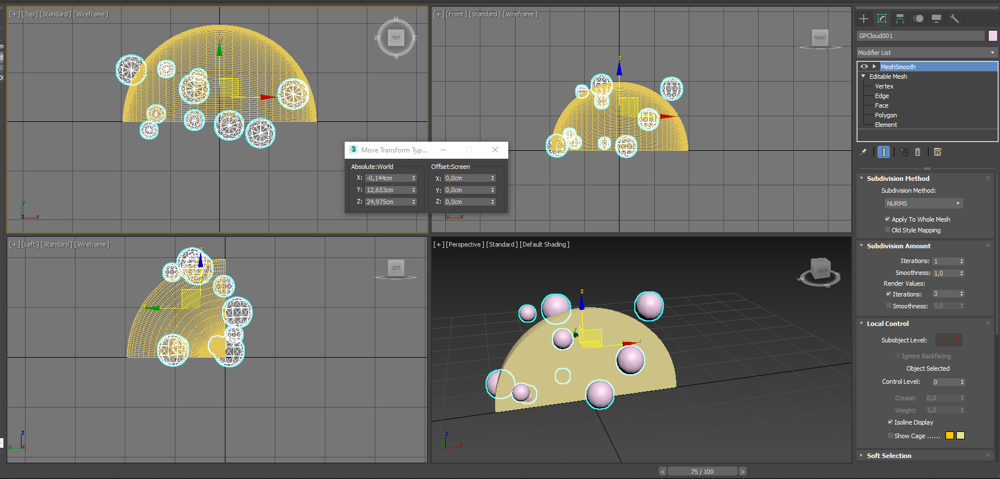 [+] [Top] [Standard] [Wireframe]
N
W
TOP
E
S
y
x
y
z
x
[+] [Front] [Standard] [Wireframe]
FRONT
z
x
y
x
3 Move Transform Typ...
Absolute:World
Offset:Screen
X: -0,144cm
X: 0,0cm
Y: 12,653cm
Y: 0,0cm
Z: 24,975cm
Z: 0,0cm
[+] [Left] [Standard] [Wireframe]
LEFT
z
z
y
x
[+] [Perspective] [Standard] [Default Shading]
FRONT
W
S
z
y
x
z
y
x
< 75 / 100 >
GPCloud001
Modifier List
MeshSmooth
Editable Mesh
Vertex
Edge
Face
Polygon
Element
Subdivision Method
Subdivision Method:
NURMS
Apply To Whole Mesh
Old Style Mapping
Subdivision Amount
Iterations: 1
Smoothness: 1,0
Render Values:
Iterations: 3
Smoothness: 1,0
Local Control
Subobject Level:
Ignore Backfacing
Object Selected
Control Level: 0
Crease: 0,0
Weight: 1,0
Isoline Display
Show Cage ......
Soft Selection